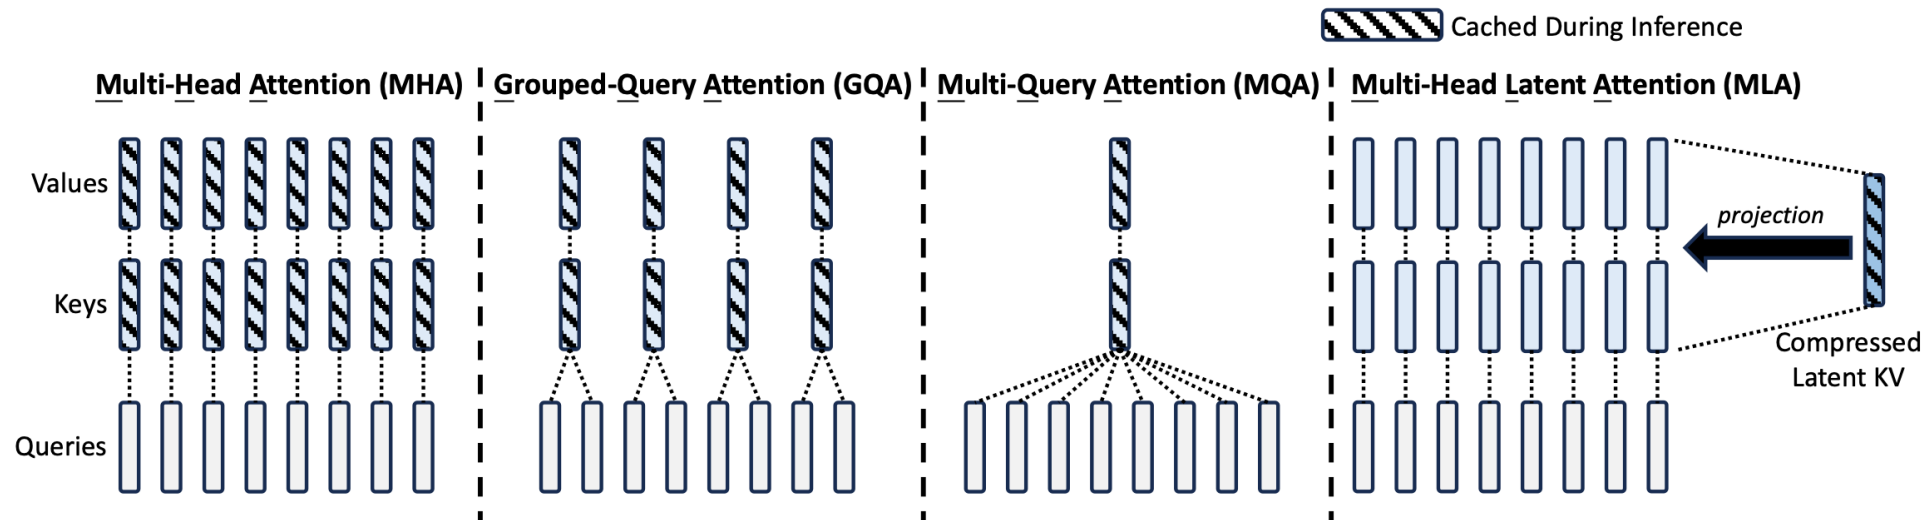 Cached During Inference
Multi-Head Attention (MHA)
Grouped-Query Attention (GQA)
Multi-Query Attention (MQA)
Multi-Head Latent Attention (MLA)
Values
Keys
Queries
projection
Compressed
Latent KV